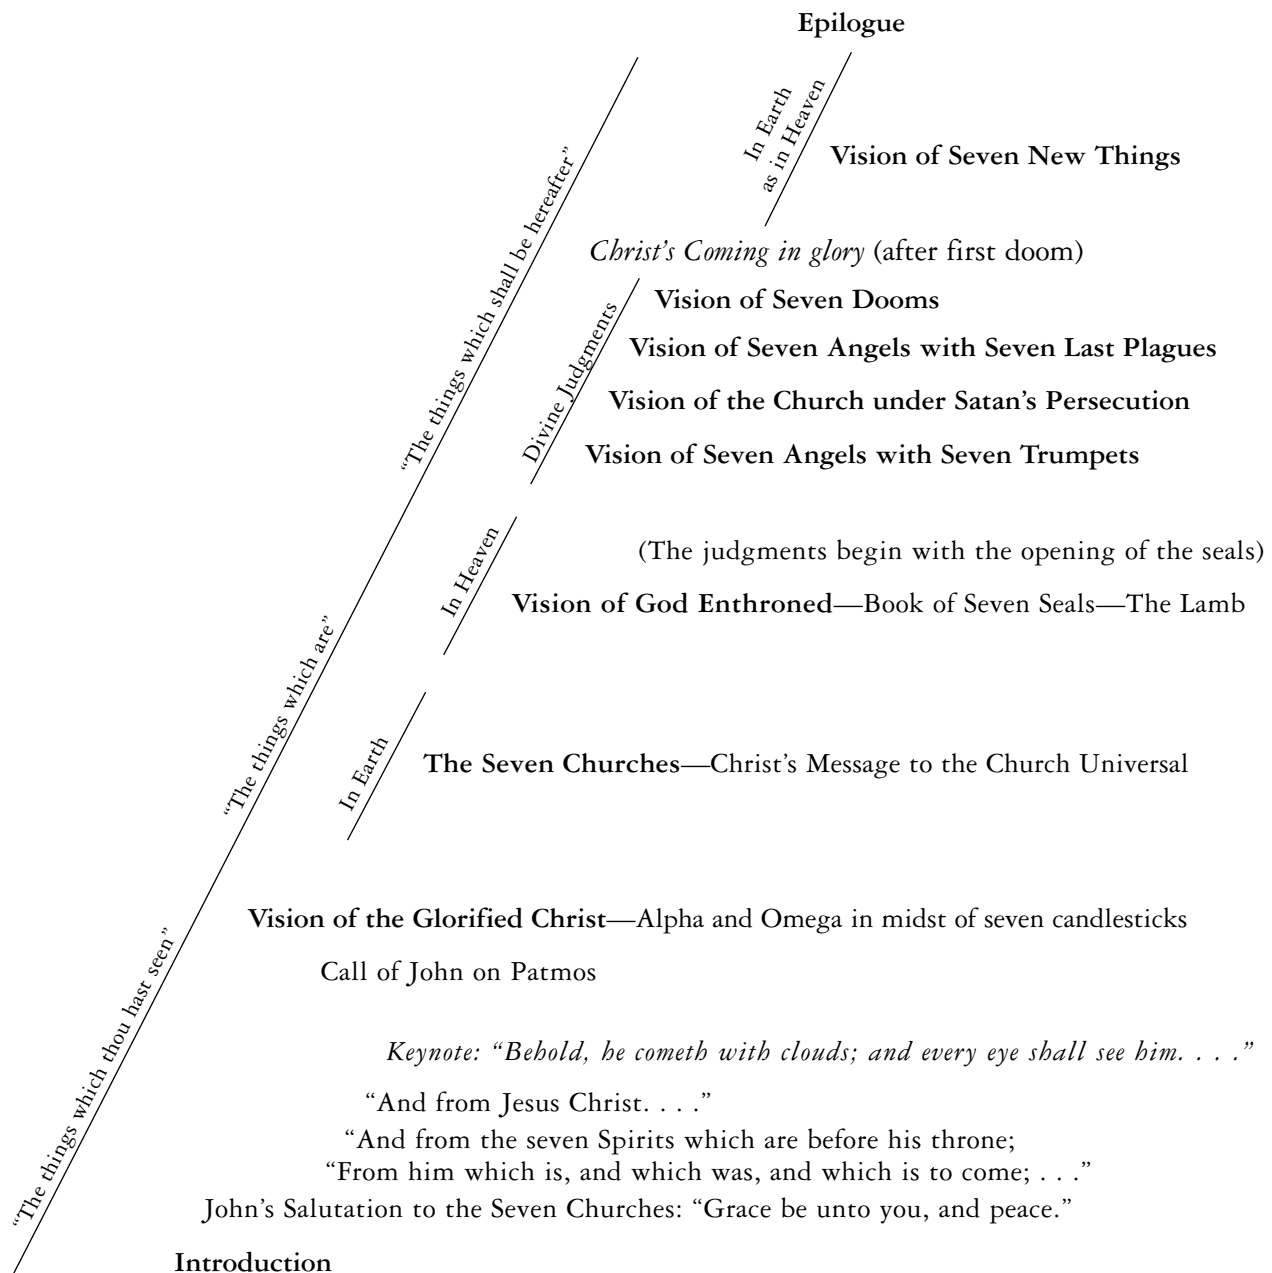 Epilogue
In Earth
as in Heaven
Vision of Seven New Things
“The things which shall be hereafter”
Christ’s Coming in glory (after first doom)
Divine Judgments
Vision of Seven Dooms
Vision of Seven Angels with Seven Last Plagues
Vision of the Church under Satan’s Persecution
Vision of Seven Angels with Seven Trumpets
In Heaven
(The judgments begin with the opening of the seals)
Vision of God Enthroned—Book of Seven Seals—The Lamb
“The things which are”
In Earth
The Seven Churches—Christ’s Message to the Church Universal
Vision of the Glorified Christ—Alpha and Omega in midst of seven candlesticks
Call of John on Patmos
“The things which thou hast seen”
Keynote: “Behold, he cometh with clouds; and every eye shall see him. . . .”
“And from Jesus Christ. . . .”
“And from the seven Spirits which are before his throne;
“From him which is, and which was, and which is to come; . . .”
John’s Salutation to the Seven Churches: “Grace be unto you, and peace.”
Introduction